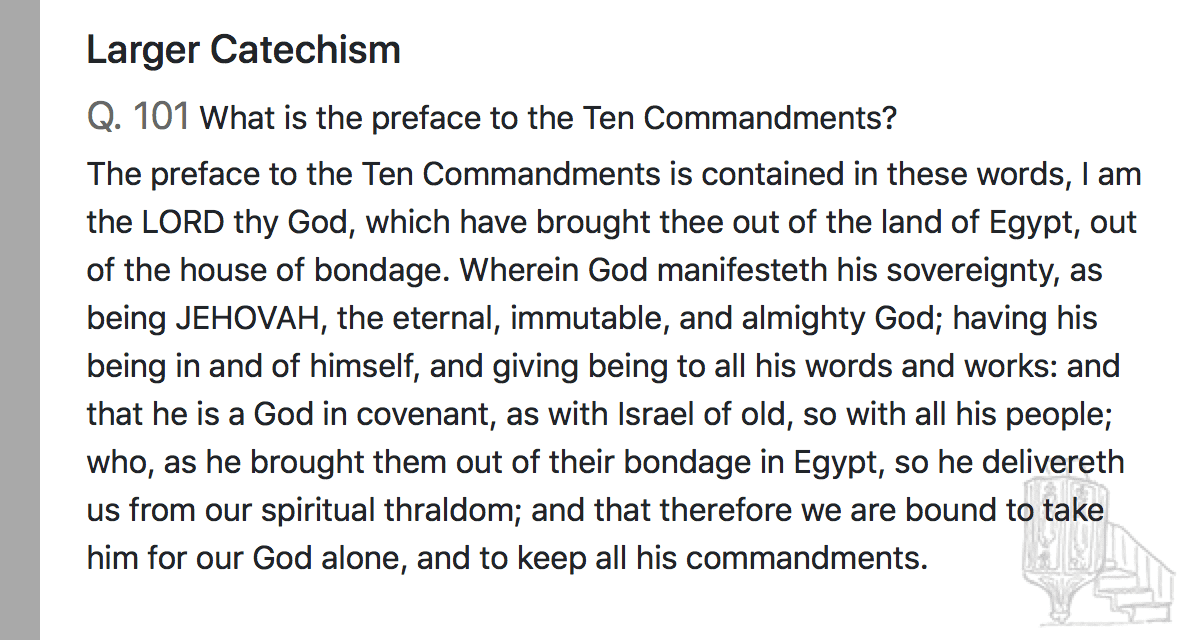 Larger Catechism
Q. 101 What is the preface to the Ten Commandments?
The preface to the Ten Commandments is contained in these words, I am
the LORD thy God, which have brought thee out of the land of Egypt, out
of the house of bondage. Wherein God manifesteth his sovereignty, as
being JEHOVAH, the eternal, immutable, and almighty God; having his
being in and of himself, and giving being to all his words and works: and
that he is a God in covenant, as with Israel of old, so with all his people;
who, as he brought them out of their bondage in Egypt, so he delivereth
us from our spiritual thraldom; and that therefore we are bound to take
him for our God alone, and to keep all his commandments.